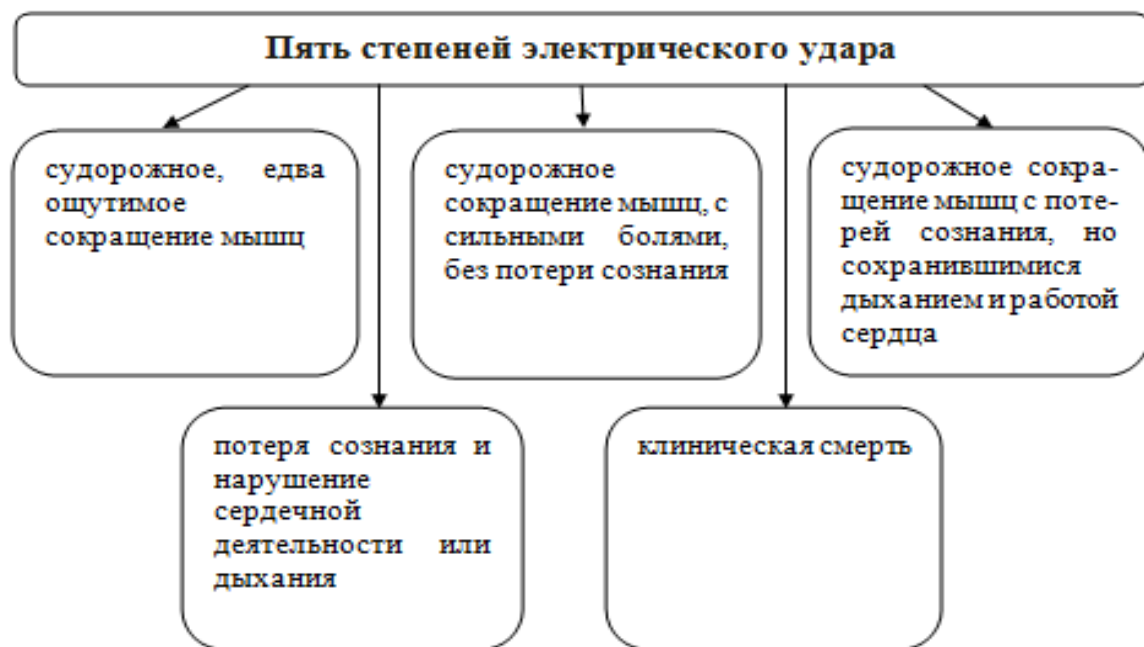 Пять степеней электрического удара
судорожное, едва
ощутимое
сокращение мышц
судорожное
сокращение мышц, с
сильными болями,
без потери сознания
судорожное сокра-
щение мышц с поте-
рей сознания, но
сохранившимися
дыханием и работой
сердца
потеря сознания и
нарушение
сердечной
деятельности или
дыхания
клиническая смерть